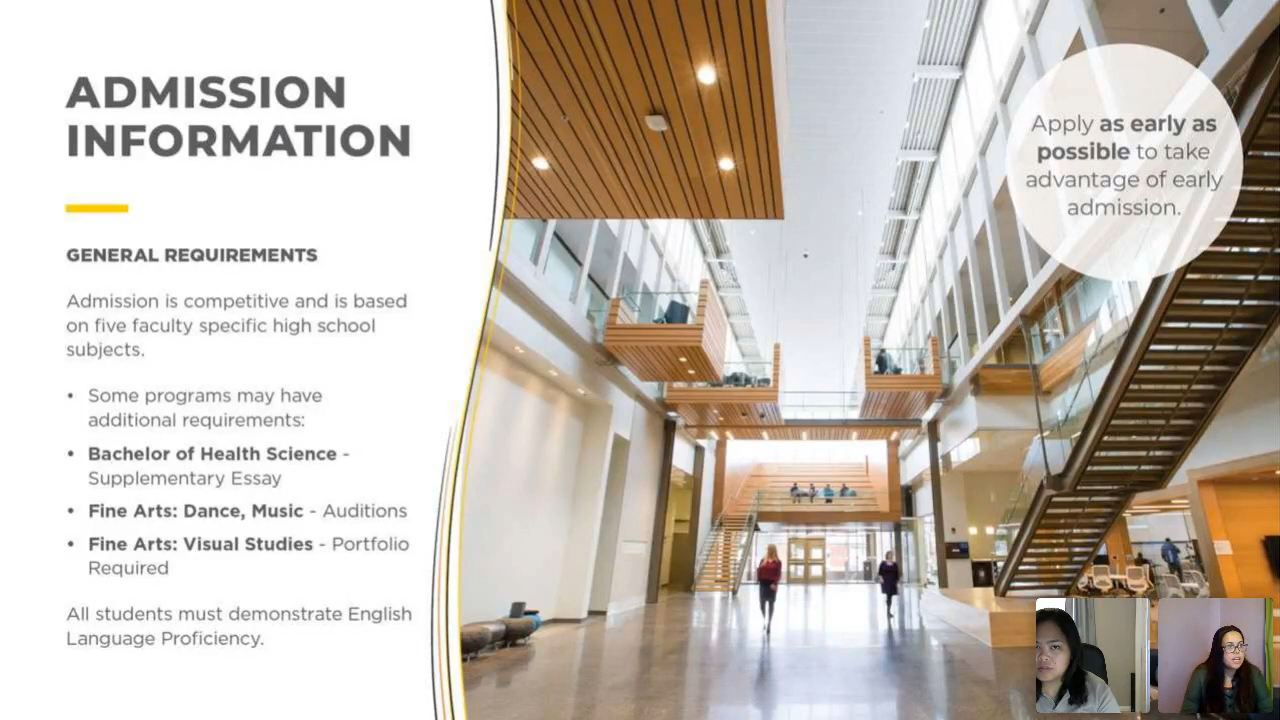 ADMISSION
INFORMATION
GENERAL REQUIREMENTS
Admission is competitive and is based
on five faculty specific high school
subjects.
• Some programs may have
additional requirements:
• Bachelor of Health Science -
Supplementary Essay
• Fine Arts: Dance, Music - Auditions
• Fine Arts: Visual Studies - Portfolio
Required
All students must demonstrate English
Language Proficiency.
Apply as early as
possible to take
advantage of early
admission.